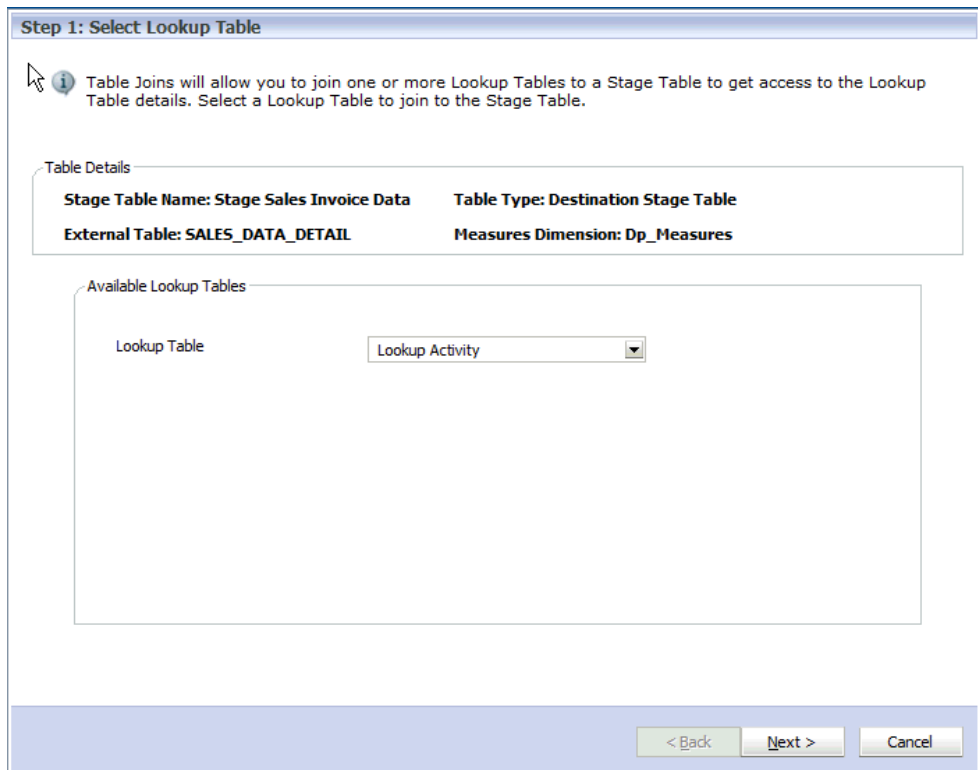 Step 1: Select Lookup Table
Table Joins will allow you to join one or more Lookup Tables to a Stage Table to get access to the Lookup
Table details. Select a Lookup Table to join to the Stage Table.
Table Details
Stage Table Name: Stage Sales Invoice Data Table Type: Destination Stage Table
External Table: SALES_DATA_DETAIL Measures Dimension: Dp_Measures
Available Lookup Tables
Lookup Table Lookup Activity
< Back Next > Cancel